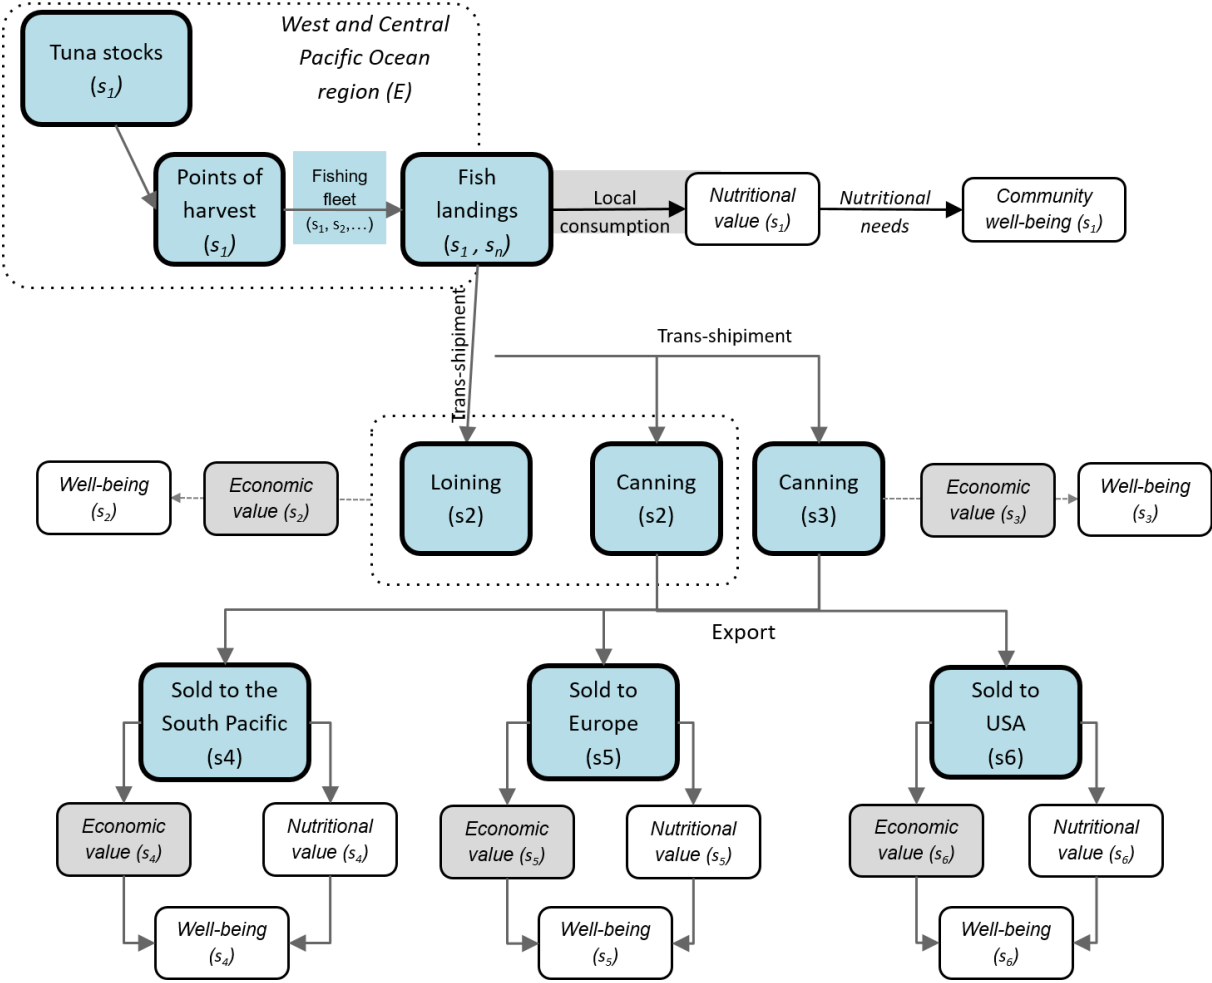 West and Central
Pacific Ocean
region (E)
Tuna stocks
(s1)
Points of
harvest
(s1)
Fishing
fleet
(s1, s2,…)
Fish
landings
(s1 , sn)
Local
consumption
Nutritional
value (s1)
Nutritional
needs
Community
well-being (s1)
Trans-shipiment
Trans-shipiment
Well-being
(s2)
Economic
value (s2)
Loining
(s2)
Canning
(s2)
Canning
(s3)
Economic
value (s3)
Well-being
(s3)
Export
Sold to the
South Pacific
(s4)
Sold to
Europe
(s5)
Sold to
USA
(s6)
Economic
value (s4)
Nutritional
value (s4)
Economic
value (s5)
Nutritional
value (s5)
Economic
value (s6)
Nutritional
value (s6)
Well-being
(s4)
Well-being
(s5)
Well-being
(s6)